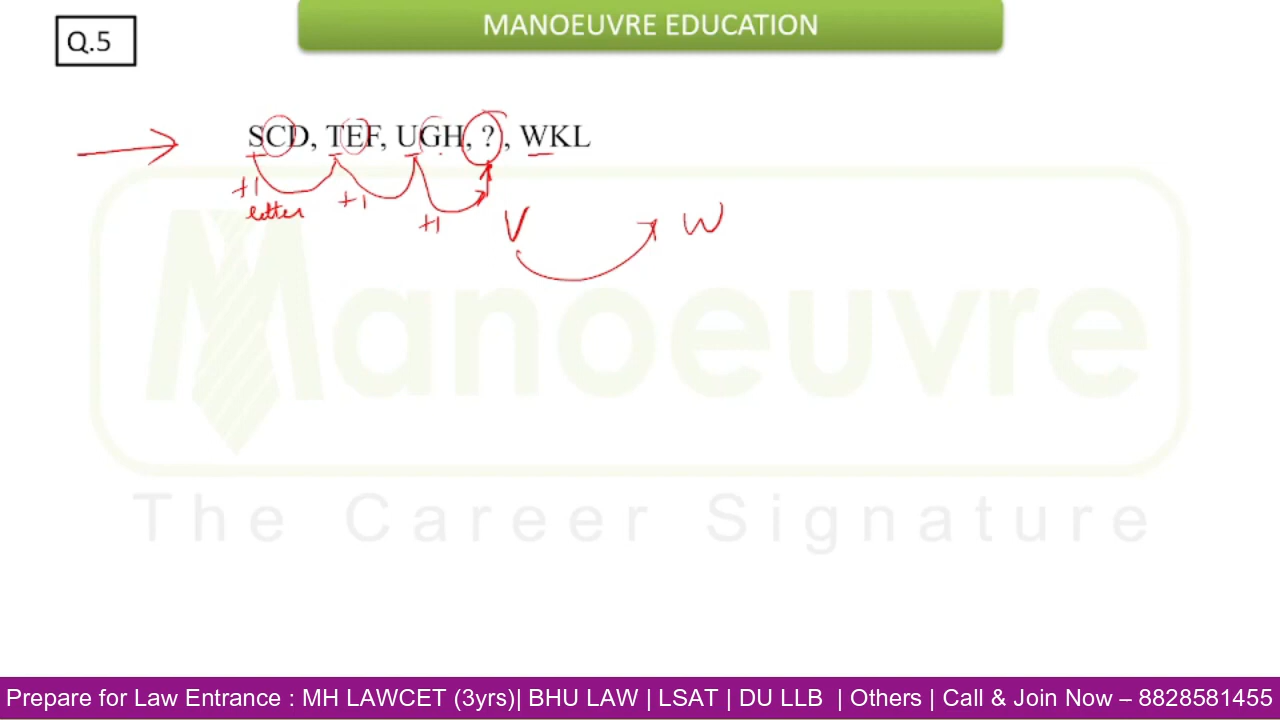 MANOEUVRE EDUCATION
Q.5
SCD, TEF, UGH, ?, WKL
+1 +1
letter
+1 V W
Manoeuvre
The Career Signature
Prepare for Law Entrance : MH LAWCET (3yrs)| BHU LAW | LSAT | DU LLB | Others | Call & Join Now – 8828581455